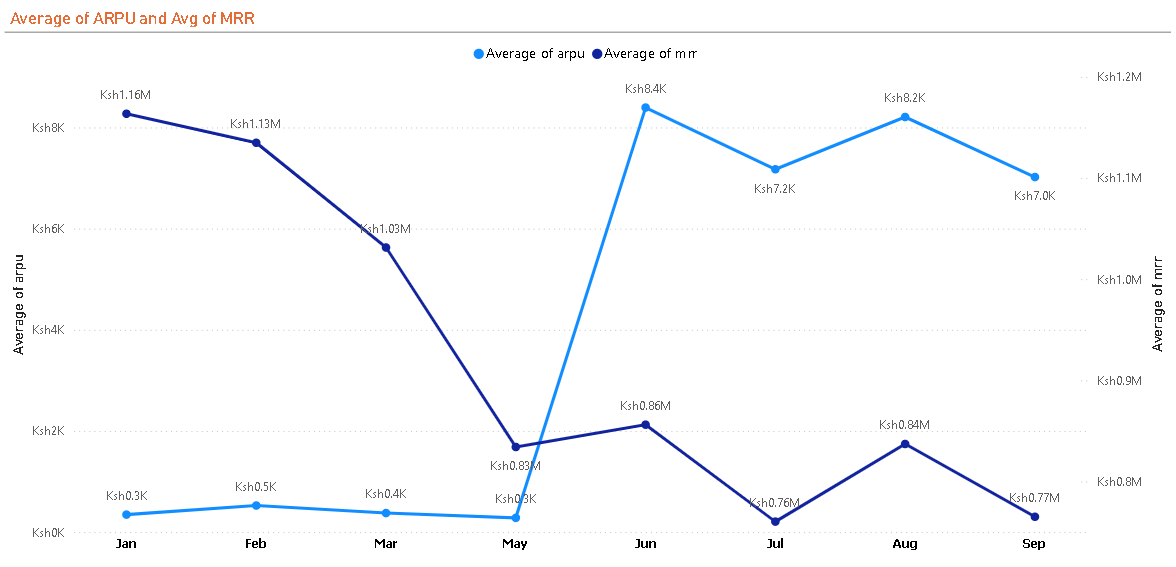 Average of ARPU and Avg of MRR
Average of arpu Average of mrr
Ksh1.2M
Ksh8.4K
Ksh1.16M
Ksh8.2K
Ksh1.13M
Ksh8K
Ksh1.1M
Ksh7.2K
Ksh7.0K
Ksh6K
Ksh1.03M
Average of arpu
Average of mrr
Ksh1.0M
Ksh4K
Ksh0.9M
Ksh0.86M
Ksh0.84M
Ksh2K
Ksh0.83M
Ksh0.8M
Ksh0.5K
Ksh0.4K
Ksh0.3K
Ksh0.3K
Ksh0.77M
Ksh0.76M
Ksh0K
Jan Feb Mar May Jun Jul Aug Sep